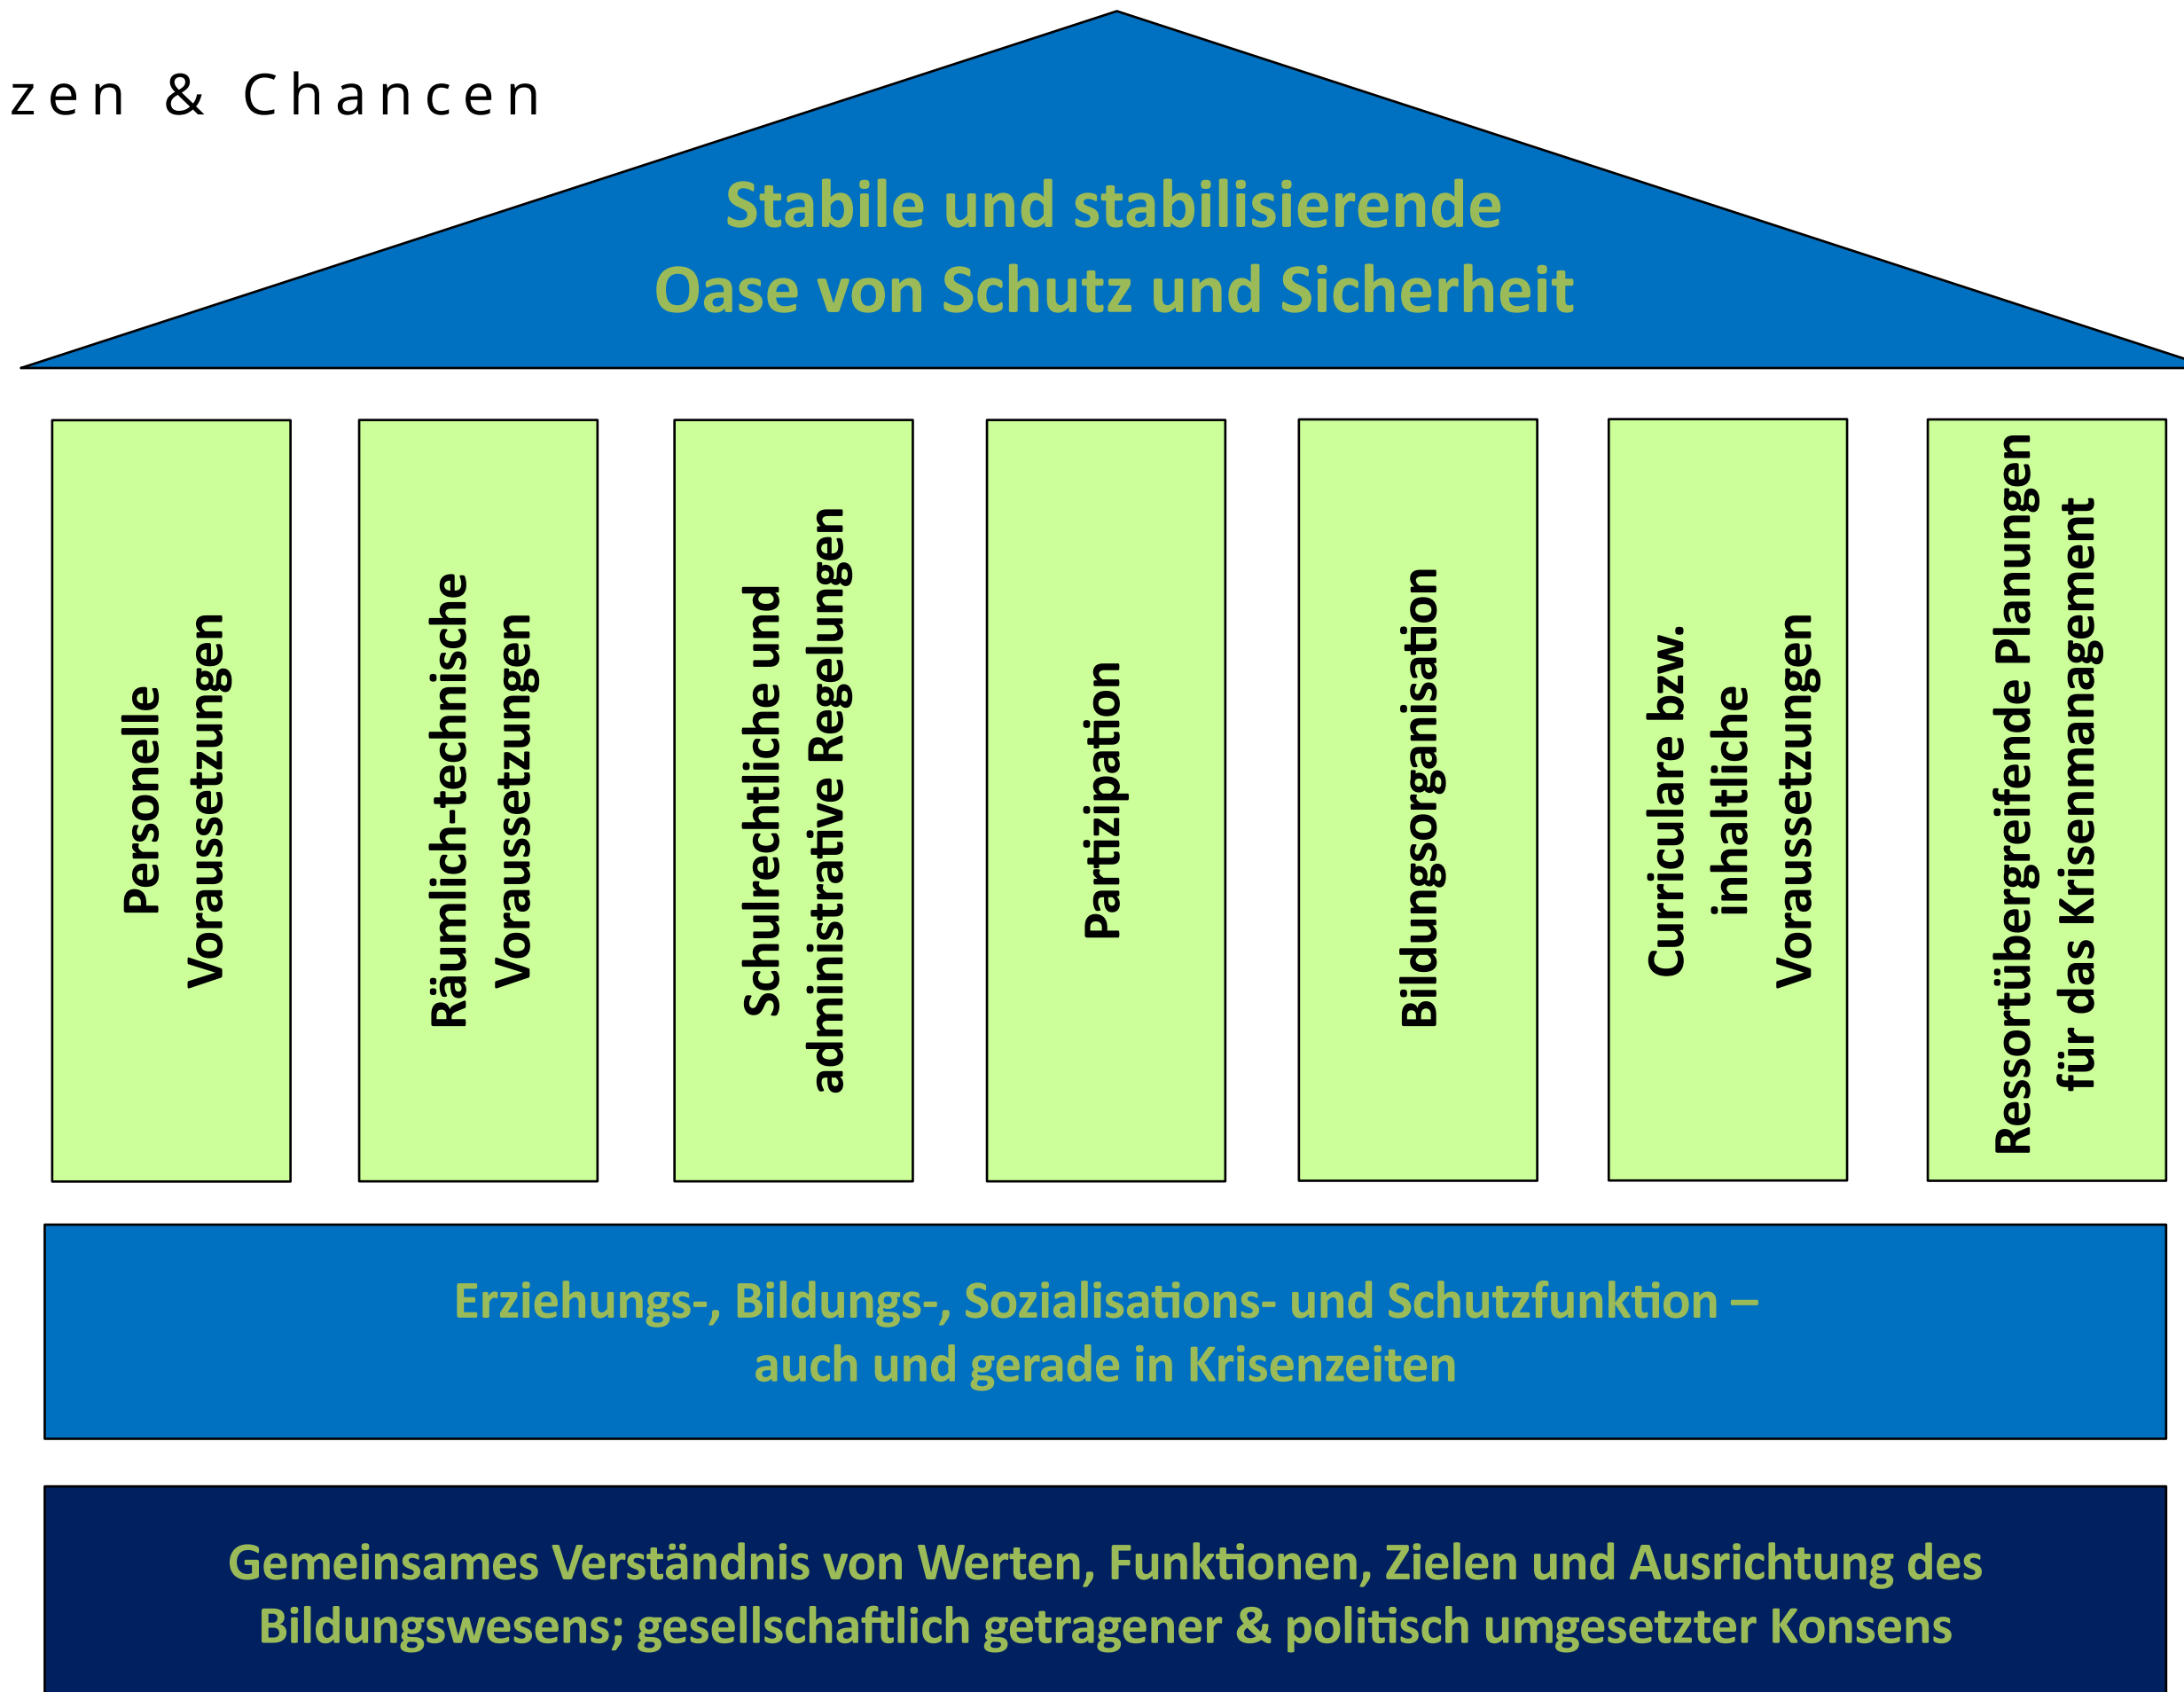 zen & Chancen
Stabile und stabilisierende
Oase von Schutz und Sicherheit
Personelle
Voraussetzungen
Räumlich-technische
Voraussetzungen
Schulrechtliche und
administrative Regelungen
Partizipation
Bildungsorganisation
Curriculare bzw.
inhaltliche
Voraussetzungen
Ressortübergreifende Planungen
für das Krisenmanagement
Erziehungs-, Bildungs-, Sozialisations- und Schutzfunktion –
auch und gerade in Krisenzeiten
Gemeinsames Verständnis von Werten, Funktionen, Zielen und Ausrichtung des
Bildungswesens; gesellschaftlich getragener & politisch umgesetzter Konsens